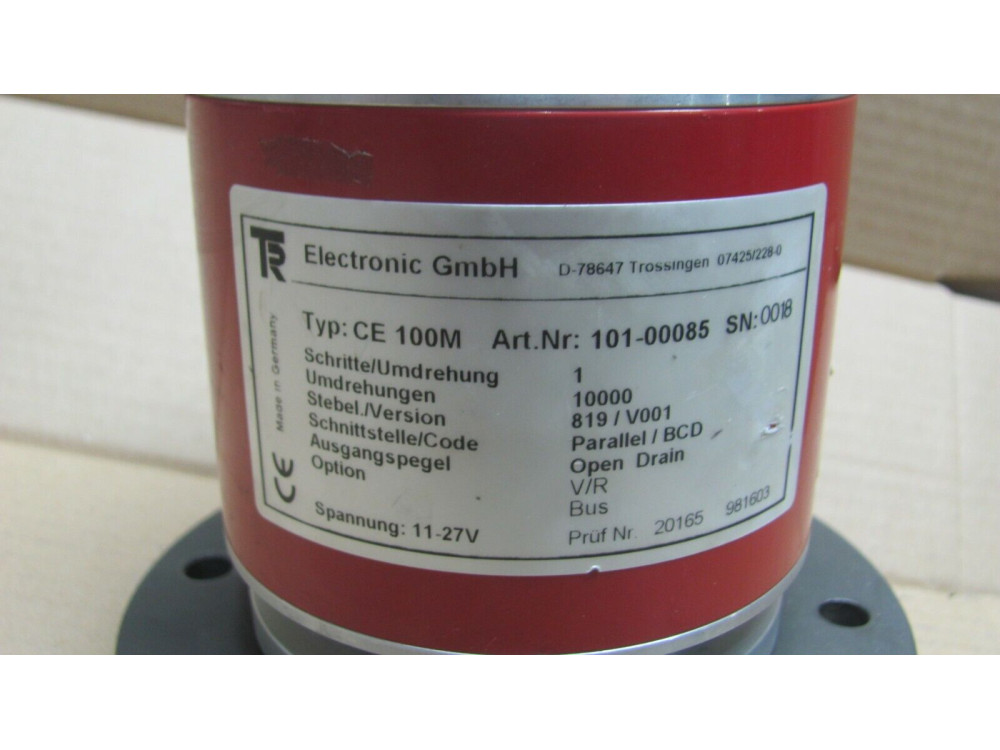 TR Electronic GmbH D-78647 Trossingen 07425/228-0
Typ: CE 100M Art.Nr: 101-00085 SN: 0018
Schritte/Umdrehung 1
Umdrehungen 10000
Stebel./Version 819 / V001
Schnittstelle/Code Parallel / BCD
Ausgangspegel Open Drain
Option V/R
Bus
Spannung: 11-27V Prüf Nr. 20165 981603
Made in Germany
CE